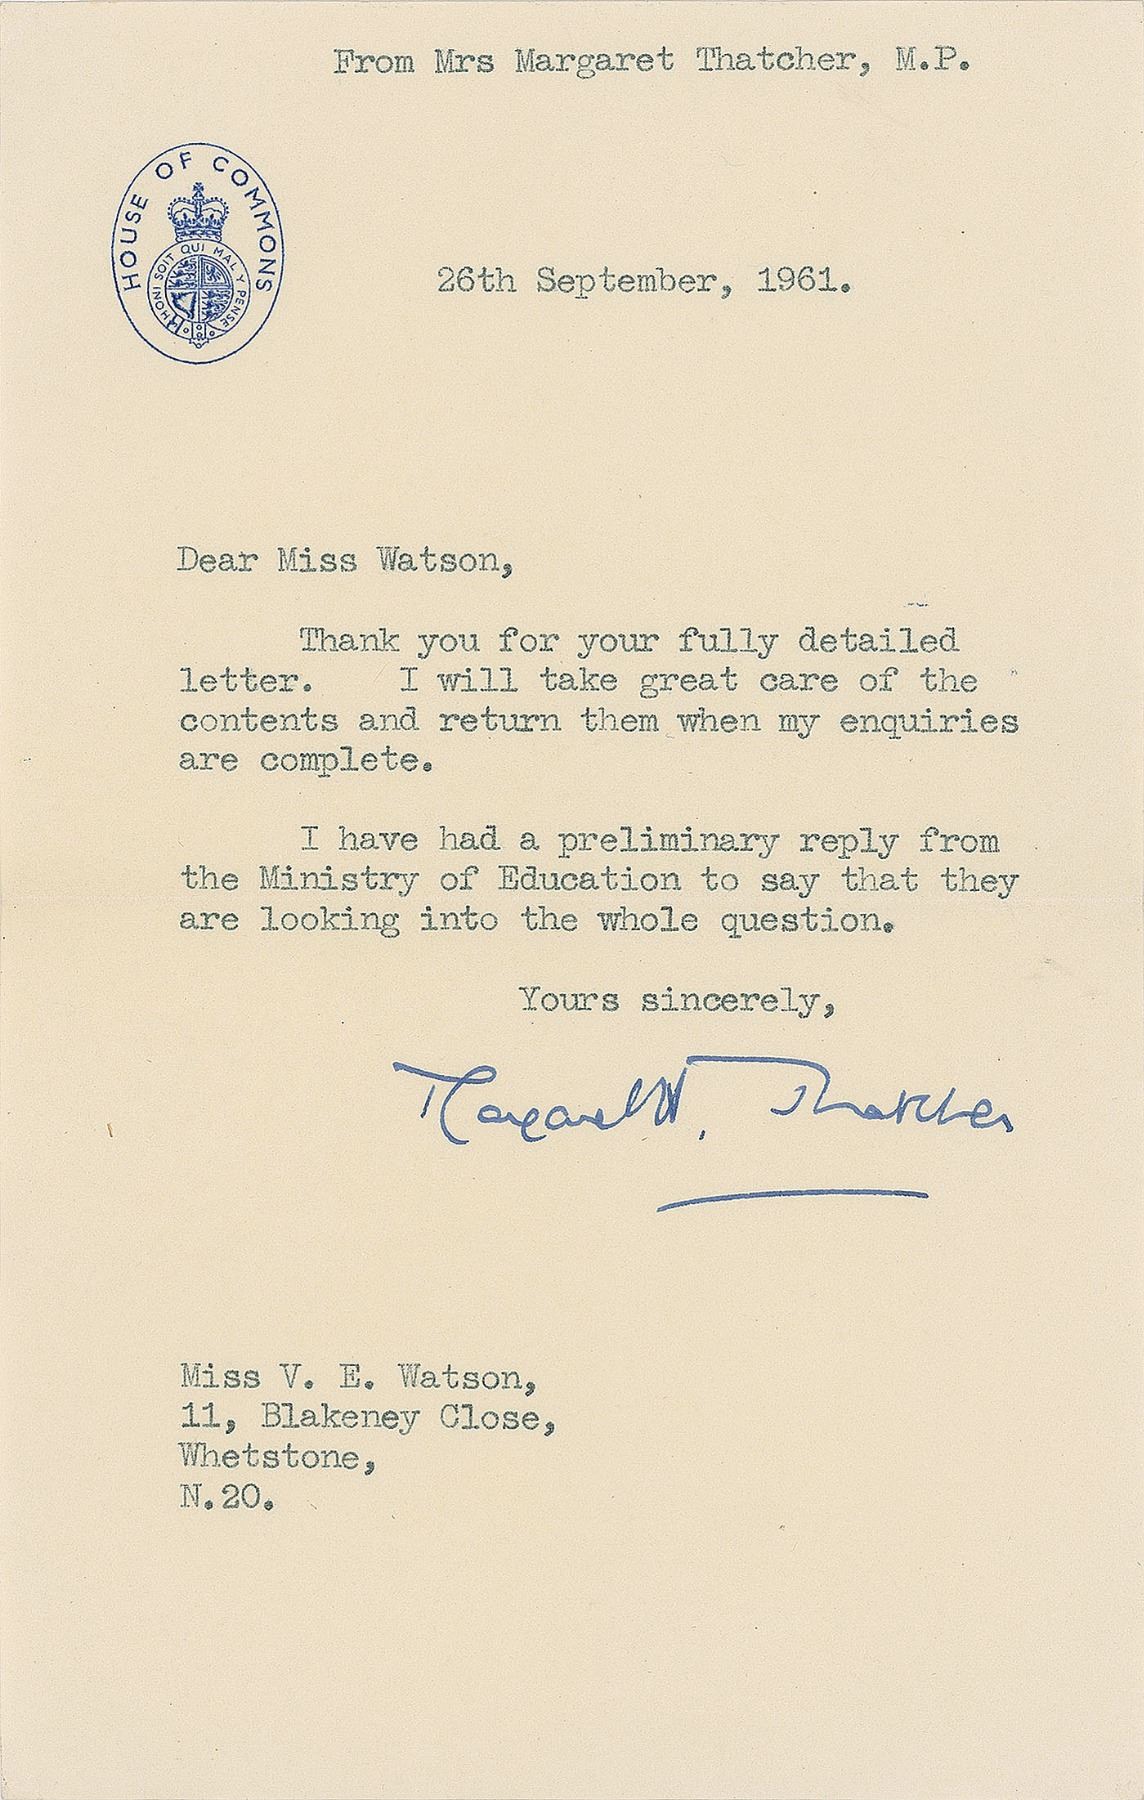 From Mrs Margaret Thatcher, M.P.
HOUSE OF COMMONS
HONI SOIT QUI MAL Y PENSE
26th September, 1961.
Dear Miss Watson,
Thank you for your fully detailed
letter. I will take great care of the
contents and return them when my enquiries
are complete.
I have had a preliminary reply from
the Ministry of Education to say that they
are looking into the whole question.
Yours sincerely,
Margaret H. Thatcher
Miss V. E. Watson,
11, Blakeney Close,
Whetstone,
N.20.